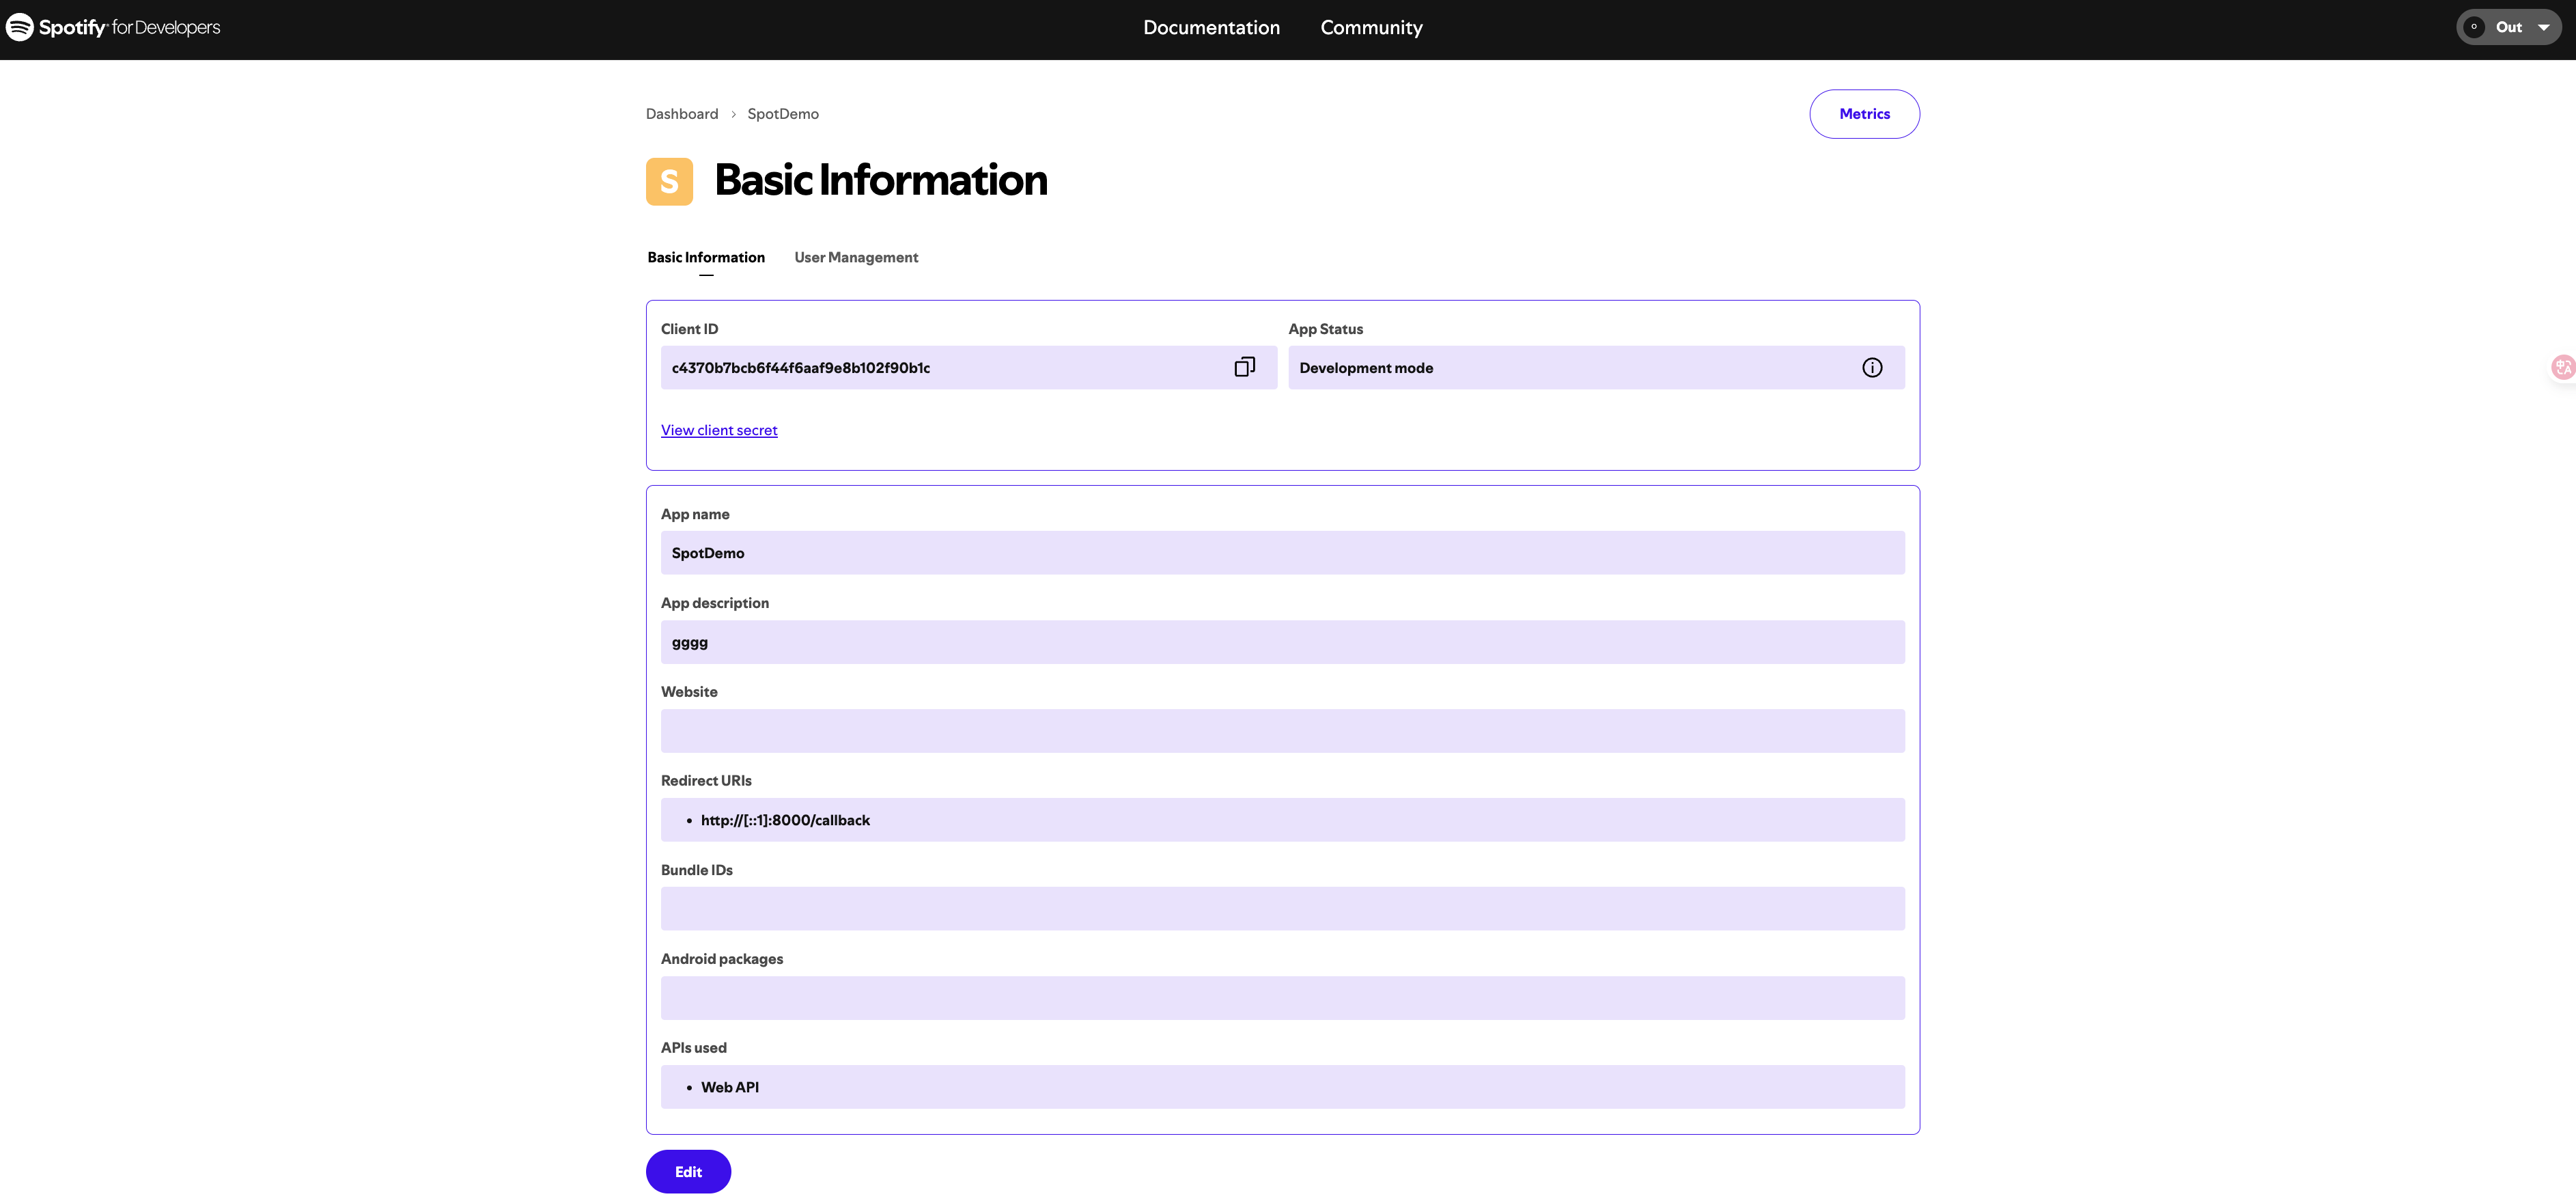 Spotify for Developers
Documentation
Community
Out
Dashboard > SpotDemo
Metrics
S
Basic Information
Basic Information
User Management
Client ID
App Status
c4370b7bcb6f44f6aaf9e8b102f90b1c
Development mode
View client secret
App name
SpotDemo
App description
gggg
Website
Redirect URIs
• http://[::1]:8000/callback
Bundle IDs
Android packages
APIs used
• Web API
Edit